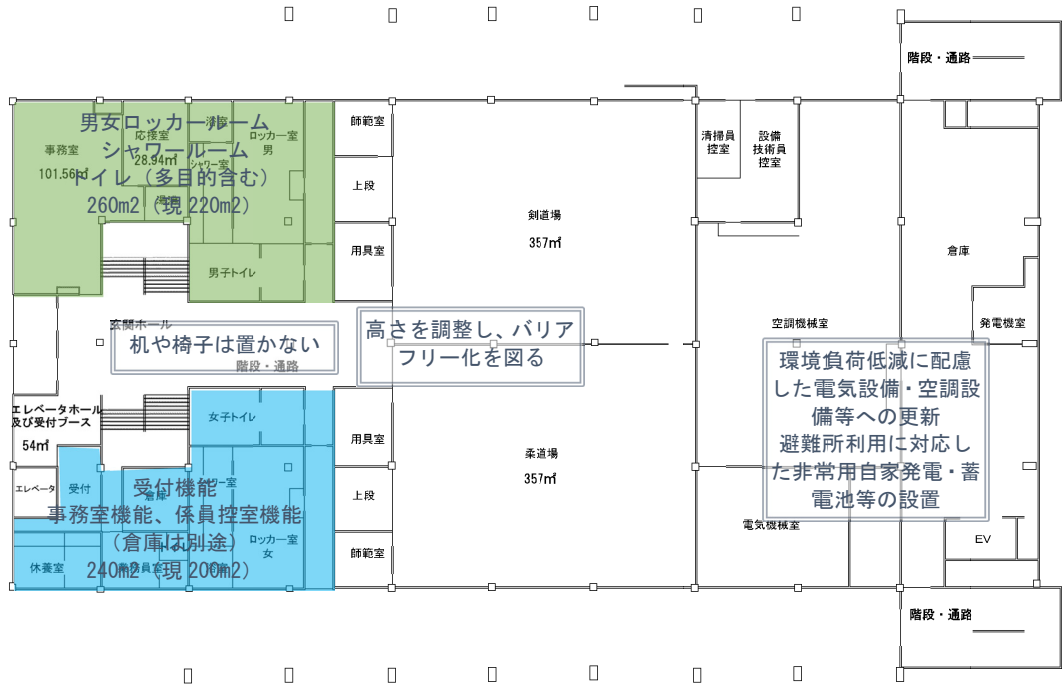 階段・通路
男女ロッカールーム
シャワールーム
トイレ（多目的含む）
260m2（現 220m2）
事務室
101.56㎡
応接室
28.94㎡
シャワー室
ロッカー室
男
男子トイレ
師範室
上段
用具室
剣道場
357㎡
清掃員
控室
設備
技術員
控室
倉庫
空調機械室
発電機室
玄関ホール
机や椅子は置かない
階段・通路
高さを調整し、バリア
フリー化を図る
環境負荷低減に配慮
した電気設備・空調設
備等への更新
避難所利用に対応し
た非常用自家発電・蓄
電池等の設置
エレベータホール
及び受付ブース
54㎡
エレベータ
受付
女子トイレ
倉庫
受付機能
事務室機能、係員控室機能
（倉庫は別途）
240m2（現 200m2）
休養室
ロッカー室
女
用具室
上段
師範室
柔道場
357㎡
電気機械室
EV
階段・通路